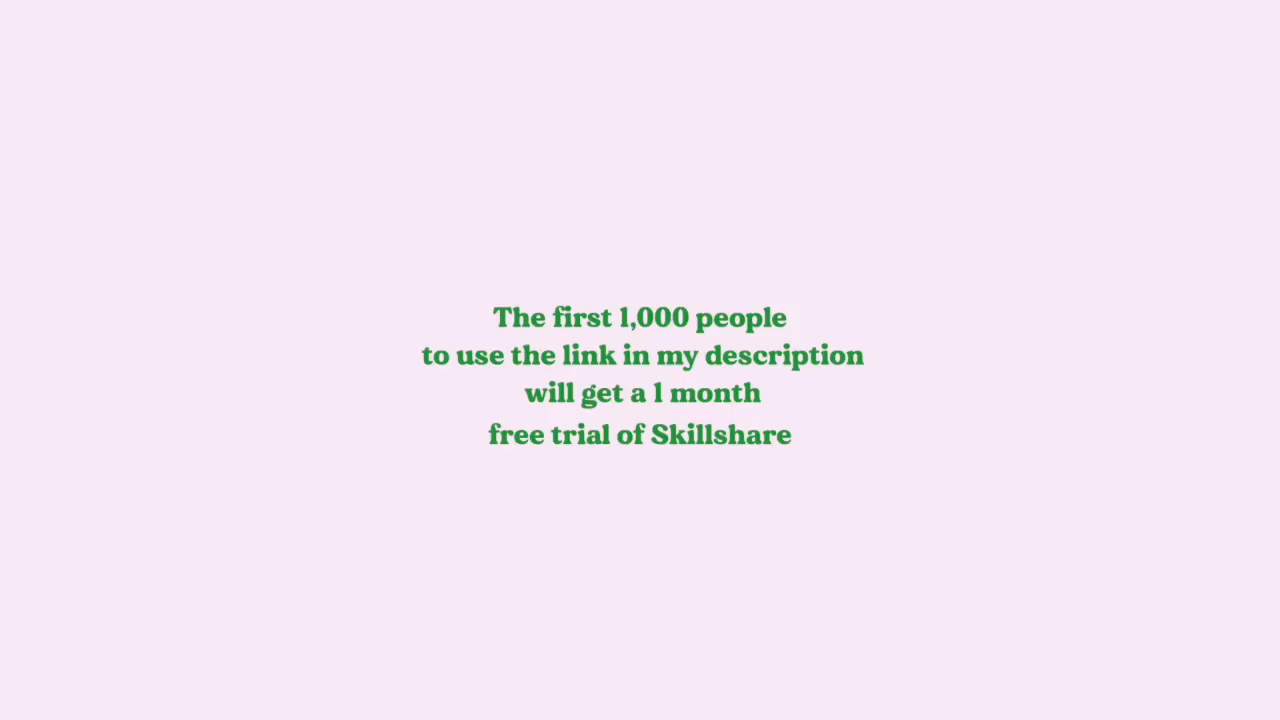 The first 1,000 people
to use the link in my description
will get a 1 month
free trial of Skillshare